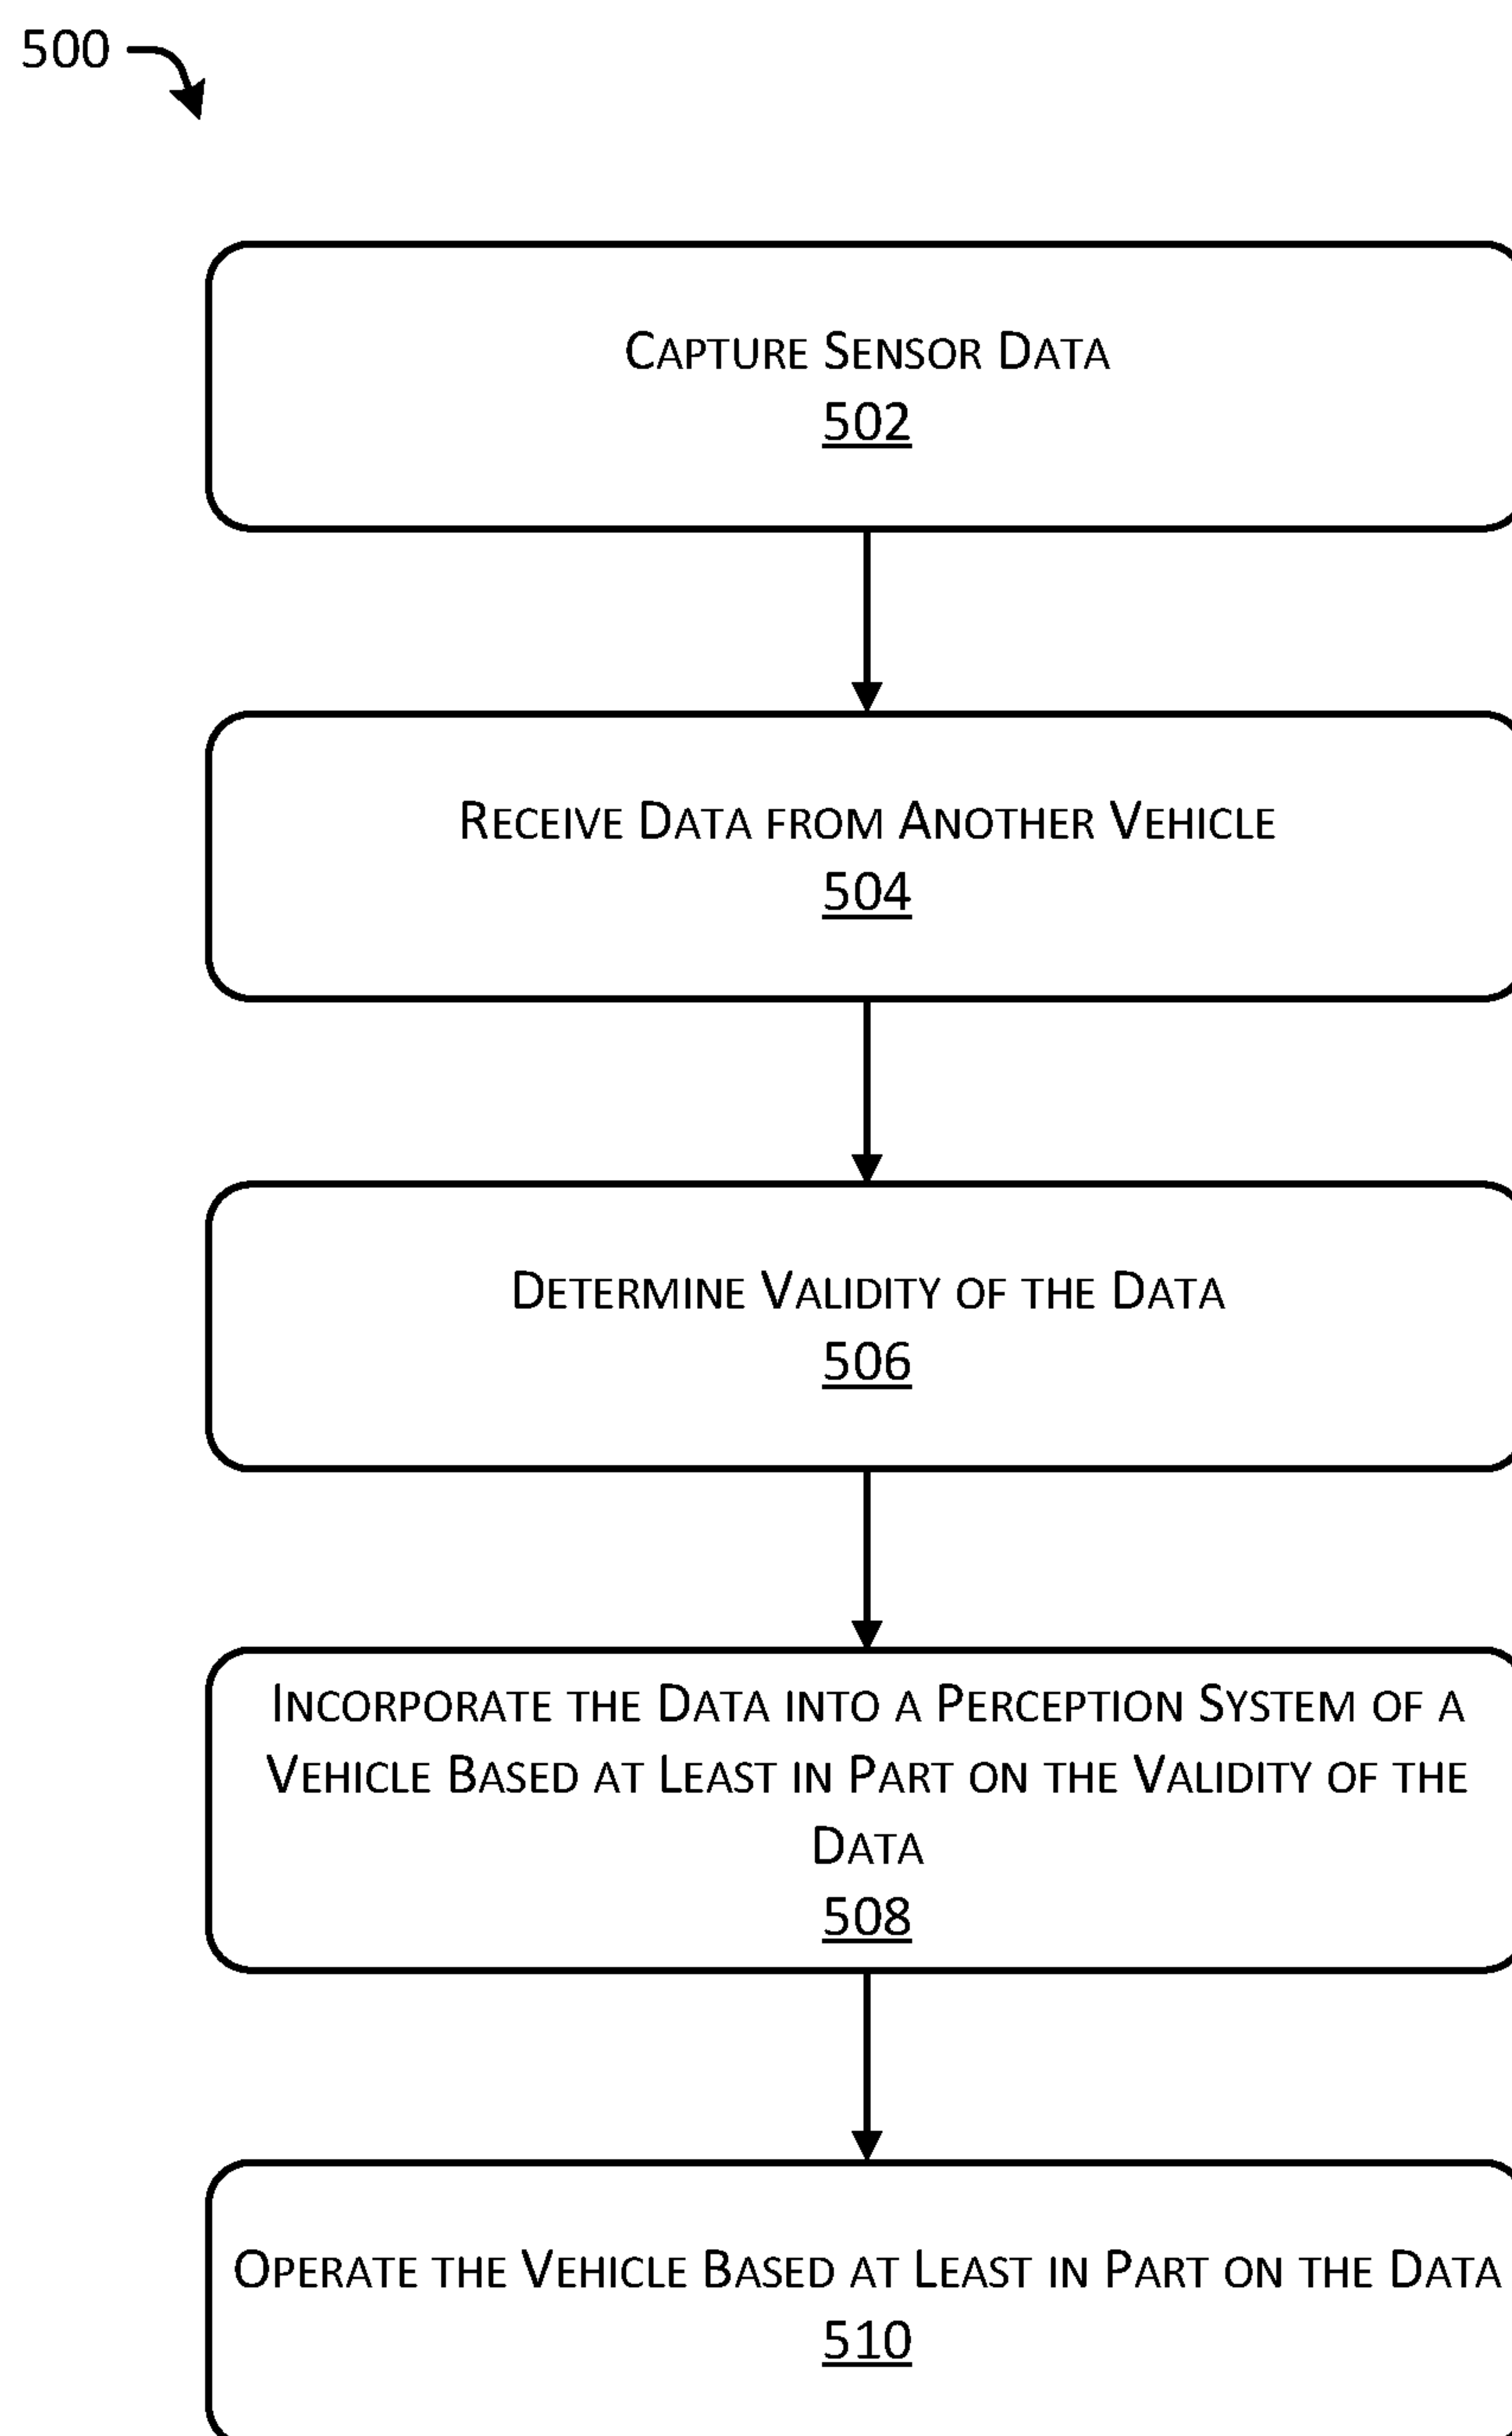 500
Capture Sensor Data
502
Receive Data from Another Vehicle
504
Determine Validity of the Data
506
Incorporate the Data into a Perception System of a
Vehicle Based at Least in Part on the Validity of the
Data
508
Operate the Vehicle Based at Least in Part on the Data
510